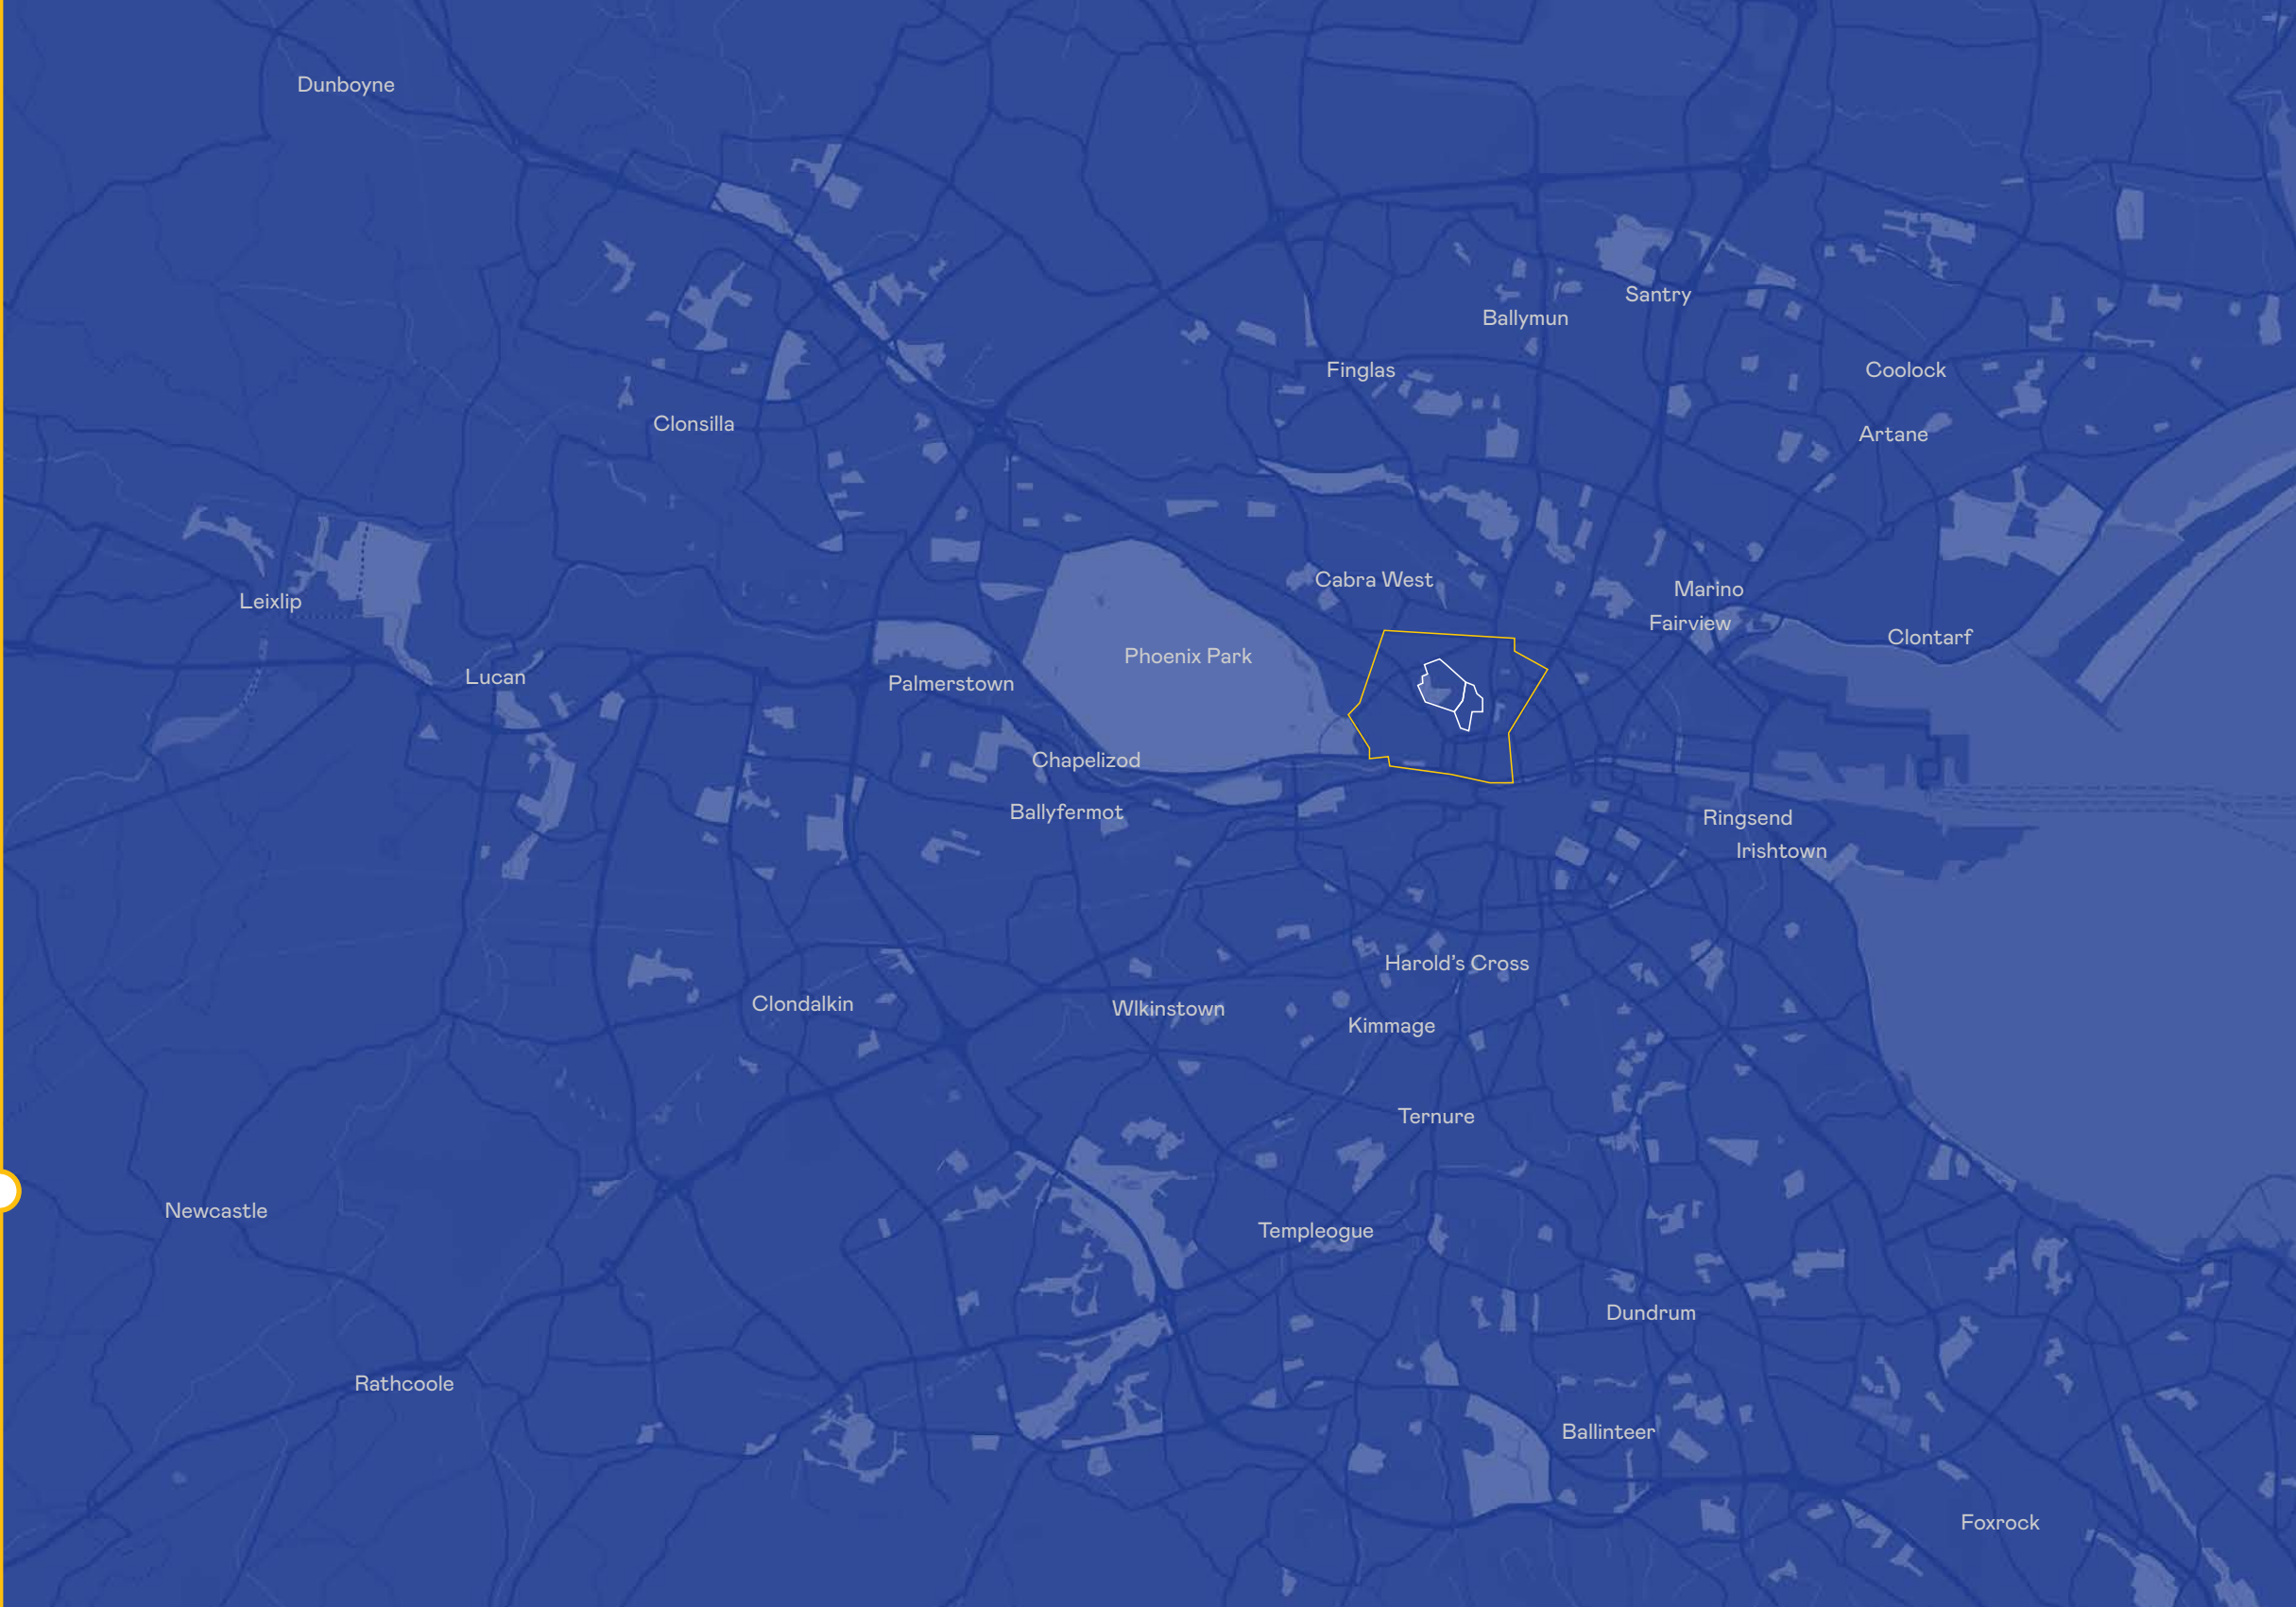 Dunboyne
Santry
Ballymun
Finglas
Coolock
Clonsilla
Artane
Cabra West
Marino
Leixlip
Fairview
Clontarf
Phoenix Park
Lucan
Palmerstown
Chapelizod
Ballyfermot
Ringsend
Irishtown
Harold's Cross
Clondalkin
Wlkinstown
Kimmage
Ternure
Newcastle
Templeogue
Dundrum
Rathcoole
Ballinteer
Foxrock